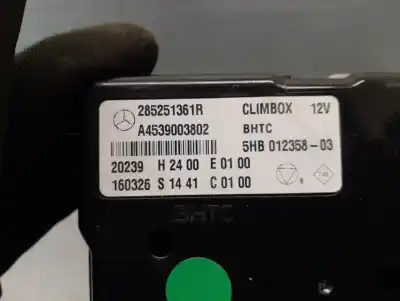 285251361R CLIMBOX 12V
A4539003802 BHTC
5HB 012358-03
20239 H 24 00 E 01 00
160326 S 14 41 C 01 00
BHTC